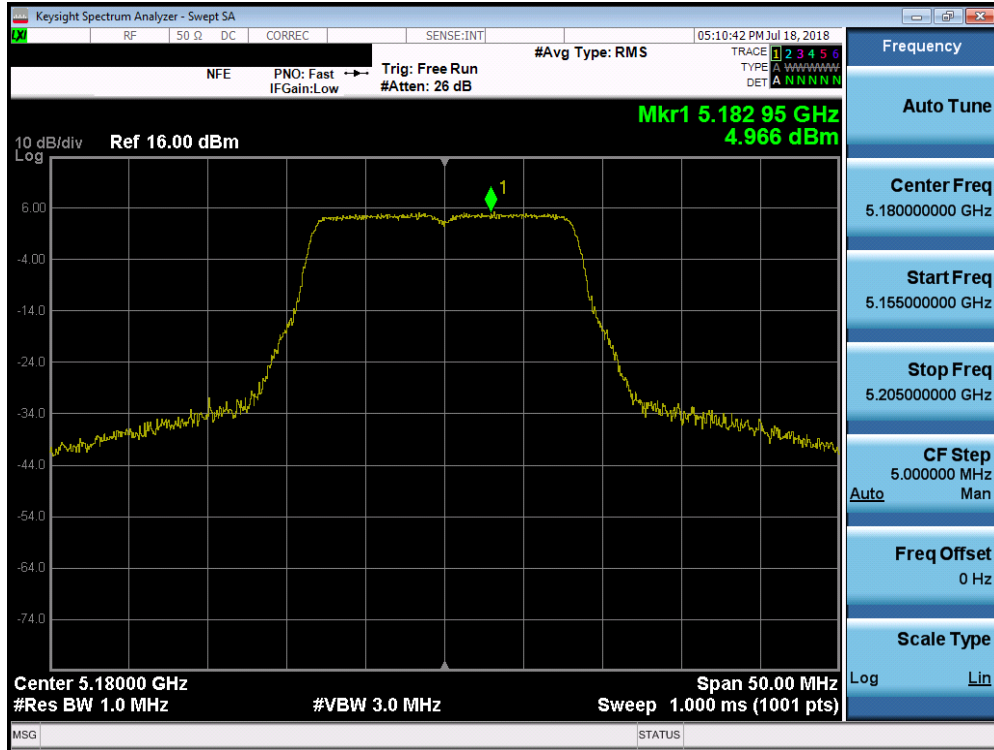 Keysight Spectrum Analyzer - Swept SA
LXI RF 50 Ω DC CORREC SENSE:INT 05:10:42 PM Jul 18, 2018
NFE PNO: Fast Trig: Free Run #Avg Type: RMS TRACE 1 2 3 4 5 6
IFGain:Low #Atten: 26 dB TYPE A WWWWW
DET A N N N N N
Mkr1 5.182 95 GHz
4.966 dBm
10 dB/div Ref 16.00 dBm
Log
1
6.00
-4.00
-14.0
-24.0
-34.0
-44.0
-54.0
-64.0
-74.0
Center 5.18000 GHz Span 50.00 MHz
#Res BW 1.0 MHz #VBW 3.0 MHz Sweep 1.000 ms (1001 pts)
MSG STATUS
Frequency
Auto Tune
Center Freq
5.180000000 GHz
Start Freq
5.155000000 GHz
Stop Freq
5.205000000 GHz
CF Step
5.000000 MHz
Auto Man
Freq Offset
0 Hz
Scale Type
Log Lin